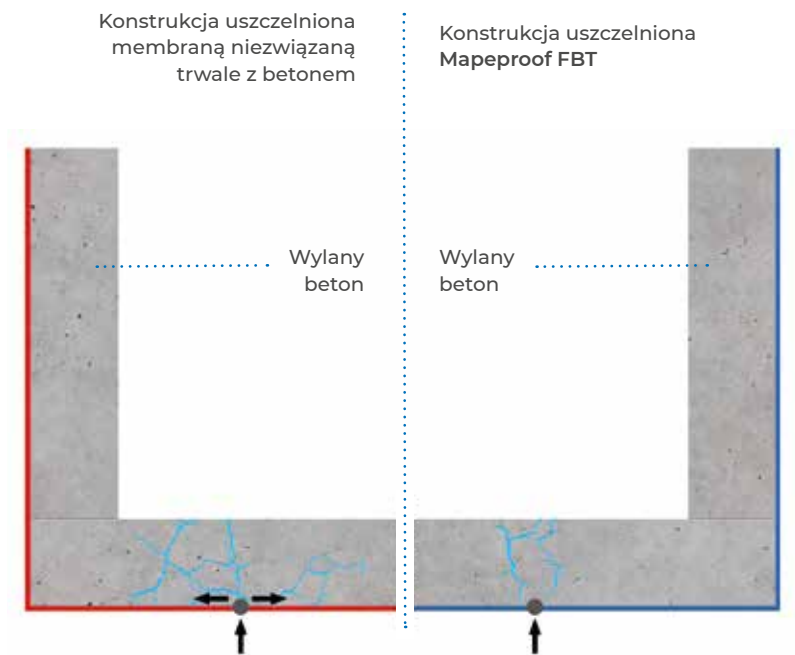 Konstrukcja uszczelniona
membraną niezwiązaną
trwale z betonem
Konstrukcja uszczelniona
Mapeproof FBT
Wylany
beton
Wylany
beton